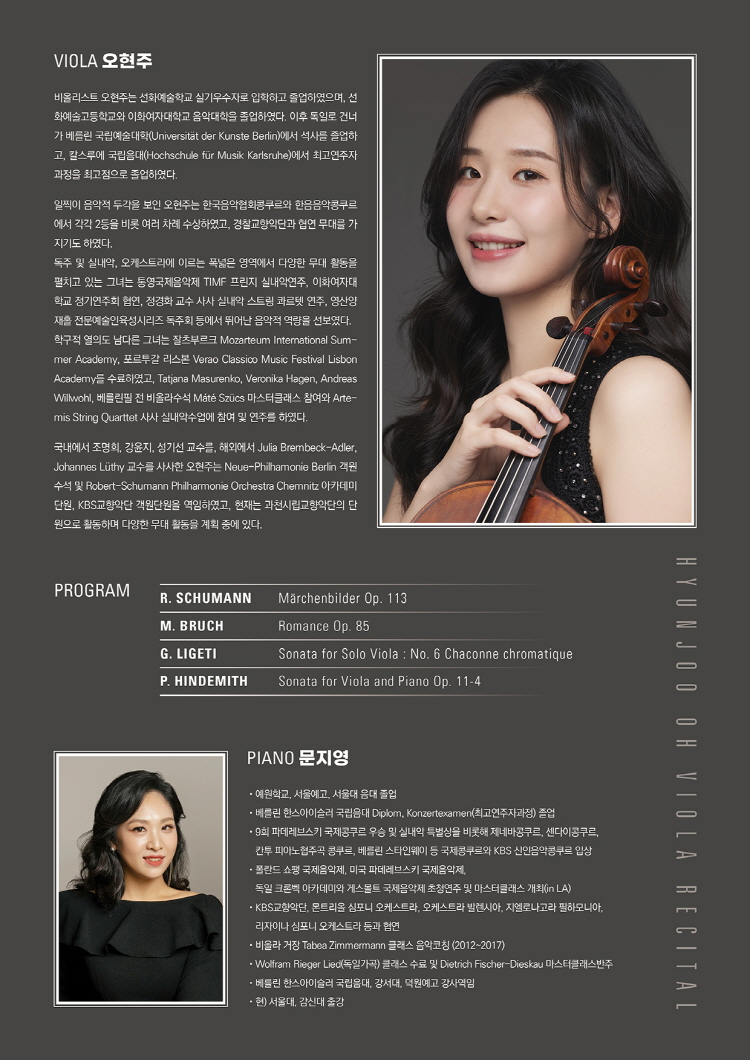 VIOLA 오현주
비올리스트 오현주는 선화예술학교 실기우수자로 입학하고 졸업하였으며, 선
화예술고등학교와 이화여자대학교 음악대학을 졸업하였다. 이후 독일로 건너
가 베를린 국립예술대학(Universität der Kunste Berlin)에서 석사를 졸업하
고, 칼스루에 국립음대(Hochschule für Musik Karlsruhe)에서 최고연주자
과정을 최고점으로 졸업하였다.
일찍이 음악적 두각을 보인 오현주는 한국음악협회콩쿠르와 한음음악콩쿠르
에서 각각 2등을 비롯 여러 차례 수상하였고, 경찰교향악단과 협연 무대를 가
지기도 하였다.
독주 및 실내악, 오케스트라에 이르는 폭넓은 영역에서 다양한 무대 활동을
펼치고 있는 그녀는 통영국제음악제 TIMF 프린지 실내악연주, 이화여자대
학교 정기연주회 협연, 정경화 교수 사사 실내악 스트링 콰르텟 연주, 영산양
재홀 전문예술인육성시리즈 독주회 등에서 뛰어난 음악적 역량을 선보였다.
학구적 열의도 남다른 그녀는 잘츠부르크 Mozarteum International Sum-
mer Academy, 포르투갈 리스본 Verao Classico Music Festival Lisbon
Academy를 수료하였고, Tatjana Masurenko, Veronika Hagen, Andreas
Willwohl, 베를린필 전 비올라수석 Máté Szücs 마스터클래스 참여와 Arte-
mis String Quarttet 사사 실내악수업에 참여 및 연주를 하였다.
국내에서 조명희, 강윤지, 성기선 교수를, 해외에서 Julia Brembeck-Adler,
Johannes Lüthy 교수를 사사한 오현주는 Neue-Philhamonie Berlin 객원
수석 및 Robert-Schumann Philharmonie Orchestra Chemnitz 아카데미
단원, KBS교향악단 객원단원을 역임하였고, 현재는 과천시립교향악단의 단
원으로 활동하며 다양한 무대 활동을 계획 중에 있다.
PROGRAM
R. SCHUMANN Märchenbilder Op. 113
M. BRUCH Romance Op. 85
G. LIGETI Sonata for Solo Viola : No. 6 Chaconne chromatique
P. HINDEMITH Sonata for Viola and Piano Op. 11-4
HYUNJOO OH VIOLA RECITAL
PIANO 문지영
· 예원학교, 서울예고, 서울대 음대 졸업
· 베를린 한스아이슬러 국립음대 Diplom, Konzertexamen(최고연주자과정) 졸업
· 9회 파데레브스키 국제콩쿠르 우승 및 실내악 특별상을 비롯해 제네바콩쿠르, 센다이콩쿠르,
칸투 피아노협주곡 콩쿠르, 베를린 스타인웨이 등 국제콩쿠르와 KBS 신인음악콩쿠르 입상
· 폴란드 쇼팽 국제음악제, 미국 파데레브스키 국제음악제,
독일 크론벡 아카데미와 게스볼트 국제음악제 초청연주 및 마스터클래스 개최(in LA)
· KBS교향악단, 몬트리올 심포니 오케스트라, 오케스트라 발렌시아, 지엘로나고라 필하모니아,
리자이나 심포니 오케스트라 등과 협연
· 비올라 거장 Tabea Zimmermann 클래스 음악코칭 (2012~2017)
· Wolfram Rieger Lied(독일가곡) 클래스 수료 및 Dietrich Fischer-Dieskau 마스터클래스반주
· 베를린 한스아이슬러 국립음대, 강서대, 덕원예고 강사역임
· 현) 서울대, 감신대 출강